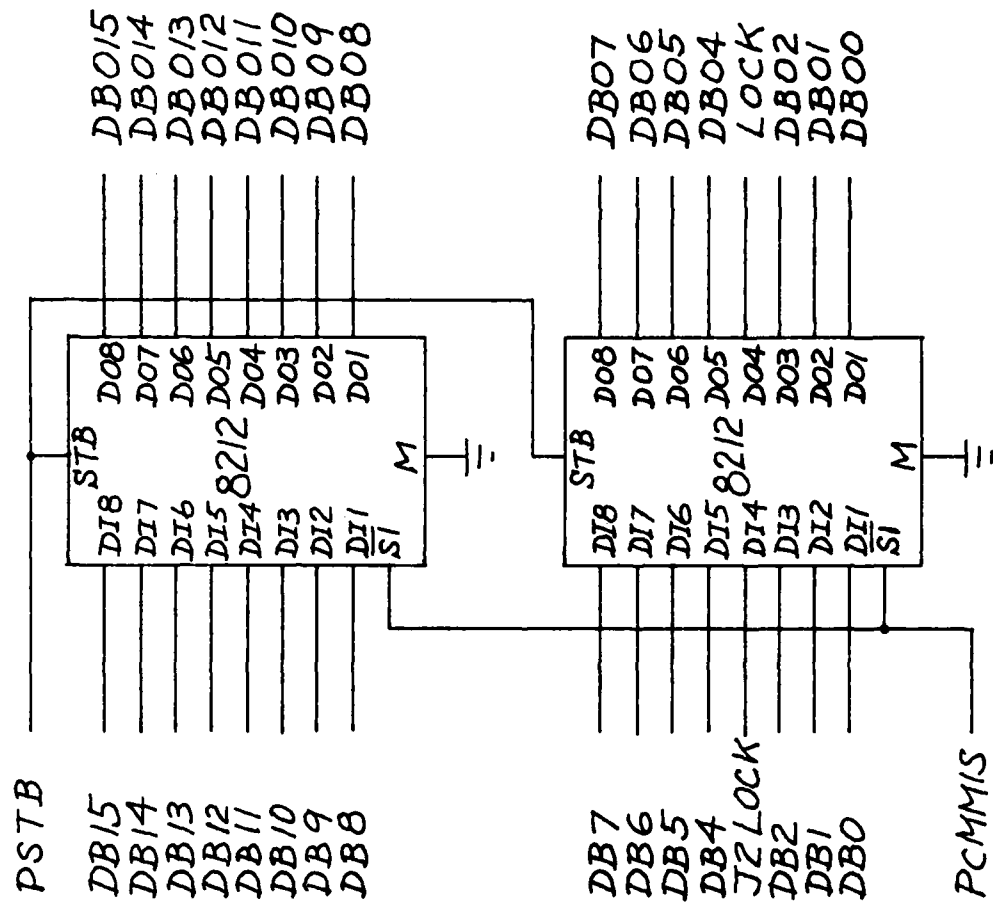 PSTB
STB
DB15 DI8 DO8 DBO15
DB14 DI7 DO7 DBO14
DB13 DI6 DO6 DBO13
DB12 DI5 DO5 DBO12
8212
DB11 DI4 DO4 DBO11
DB10 DI3 DO3 DBO10
DB9 DI2 DO2 DBO9
DB8 DI1 DO1 DBO8
S̅1̅ M
STB
DB7 DI8 DO8 DBO7
DB6 DI7 DO7 DBO6
DB5 DI6 DO6 DBO5
DB4 DI5 DO5 DBO4
8212
J2LOCK DI4 DO4 LOCK
DB2 DI3 DO3 DBO2
DB1 DI2 DO2 DBO1
DB0 DI1 DO1 DBO0
S̅1̅ M
PCMMIS